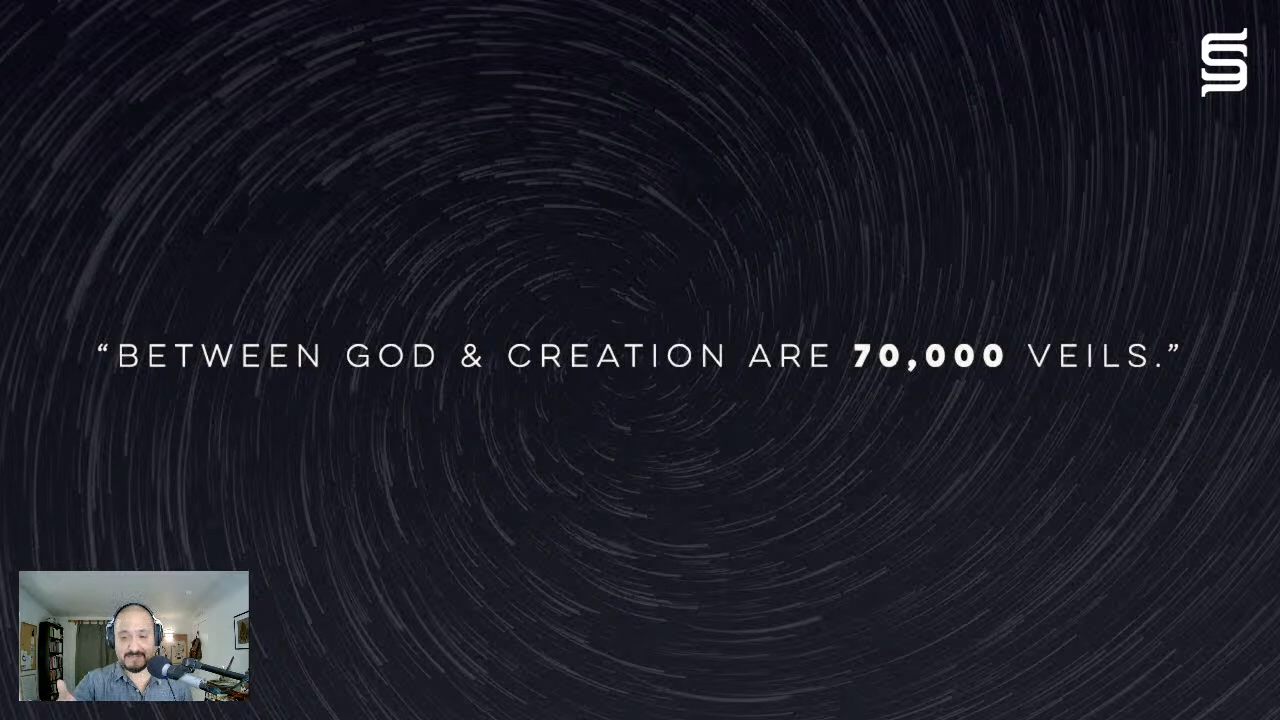 “BETWEEN GOD & CREATION ARE 70,000 VEILS.”